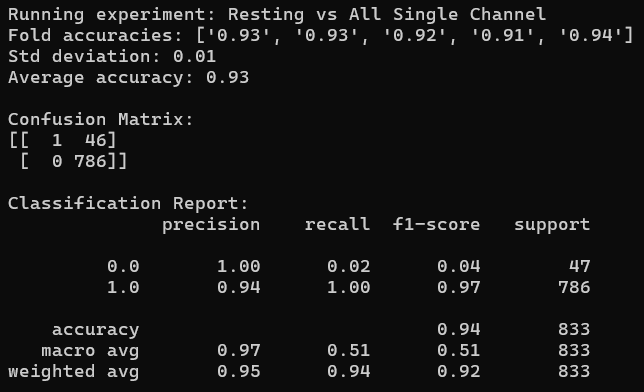 Running experiment: Resting vs All Single Channel
Fold accuracies: ['0.93', '0.93', '0.92', '0.91', '0.94']
Std deviation: 0.01
Average accuracy: 0.93

Confusion Matrix:
[[  1  46]
 [  0 786]]

Classification Report:
              precision    recall  f1-score   support

         0.0       1.00      0.02      0.04        47
         1.0       0.94      1.00      0.97       786

    accuracy                           0.94       833
   macro avg       0.97      0.51      0.51       833
weighted avg       0.95      0.94      0.92       833